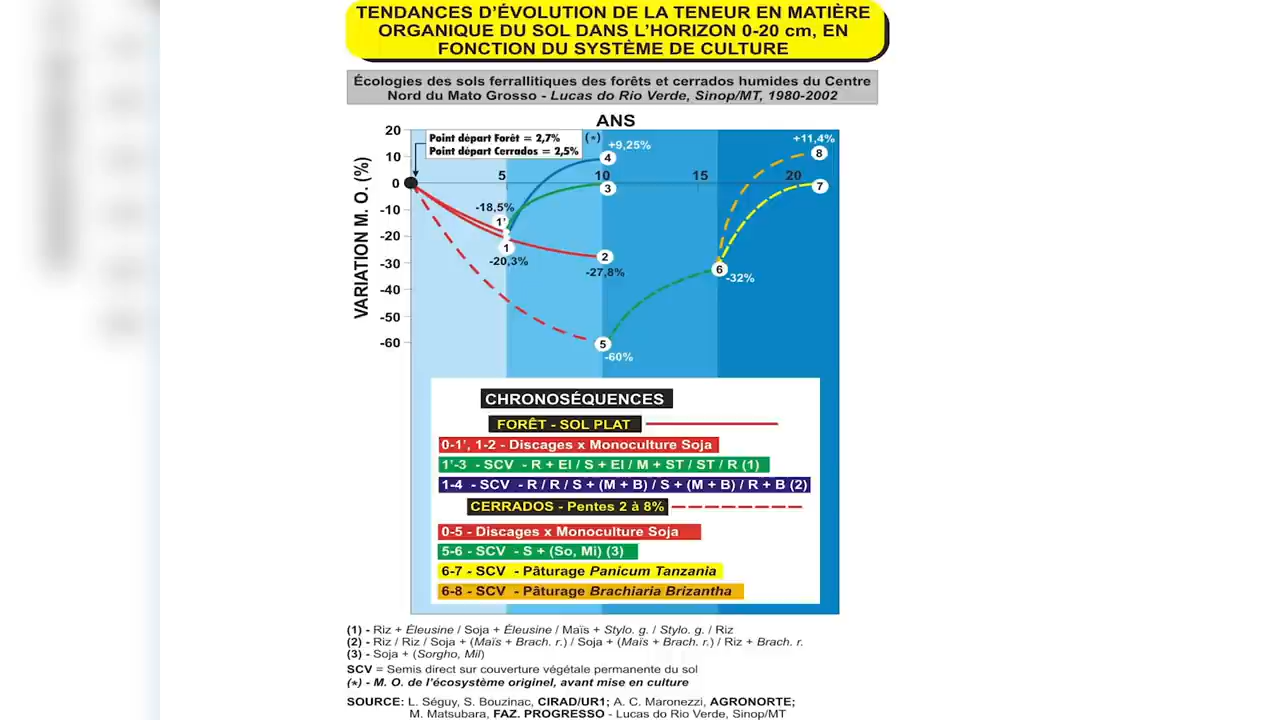 TENDANCES D'ÉVOLUTION DE LA TENEUR EN MATIÈRE
ORGANIQUE DU SOL DANS L'HORIZON 0-20 cm, EN
FONCTION DU SYSTÈME DE CULTURE
Écologies des sols ferrallitiques des forêts et cerrados humides du Centre
Nord du Mato Grosso - Lucas do Rio Verde, Sinop/MT, 1980-2002
ANS
Point départ Forêt = 2,7%
Point départ Cerrados = 2,5%
(*)
+9,25%
+11,4%
VARIATION M. O. (%)
20
10
0
-10
-20
-30
-40
-50
-60
5
10
15
20
4
8
3
7
-18,5%
1'
1
-20,3%
2
-27,8%
6
-32%
5
-60%
CHRONOSÉQUENCES
FORÊT - SOL PLAT
0-1', 1-2 - Discages x Monoculture Soja
1'-3 - SCV - R + El / S + El / M + ST / ST / R (1)
1-4 - SCV - R / R / S + (M + B) / S + (M + B) / R + B (2)
CERRADOS - Pentes 2 à 8%
0-5 - Discages x Monoculture Soja
5-6 - SCV - S + (So, Mi) (3)
6-7 - SCV - Pâturage Panicum Tanzania
6-8 - SCV - Pâturage Brachiaria Brizantha
(1) - Riz + Éleusine / Soja + Éleusine / Maïs + Stylo. g. / Stylo. g. / Riz
(2) - Riz / Riz / Soja + (Maïs + Brach. r.) / Soja + (Maïs + Brach. r.) / Riz + Brach. r.
(3) - Soja + (Sorgho, Mil)
SCV = Semis direct sur couverture végétale permanente du sol
(*) - M. O. de l'écosystème originel, avant mise en culture
SOURCE: L. Séguy, S. Bouzinac, CIRAD/UR1; A. C. Maronezzi, AGRONORTE;
M. Matsubara, FAZ. PROGRESSO - Lucas do Rio Verde, Sinop/MT